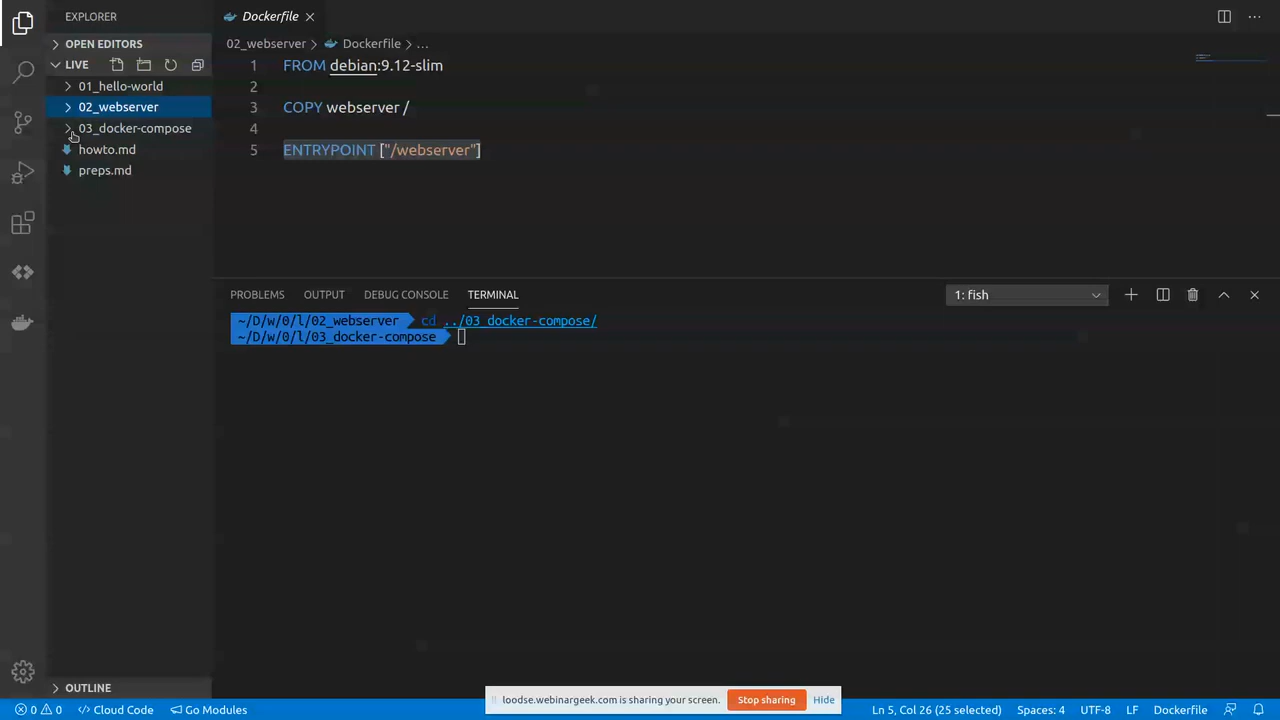 EXPLORER
OPEN EDITORS
LIVE
01_hello-world
02_webserver
03_docker-compose
howto.md
preps.md
OUTLINE
Dockerfile
02_webserver > Dockerfile > ...
1 FROM debian:9.12-slim
2
3 COPY webserver /
4
5 ENTRYPOINT ["/webserver"]
PROBLEMS OUTPUT DEBUG CONSOLE TERMINAL
1: fish
~/D/w/0/l/02_webserver cd ../03_docker-compose/
~/D/w/0/l/03_docker-compose
loodse.webinargeek.com is sharing your screen. Stop sharing Hide
0 0 Cloud Code Go Modules Ln 5, Col 26 (25 selected) Spaces: 4 UTF-8 LF Dockerfile